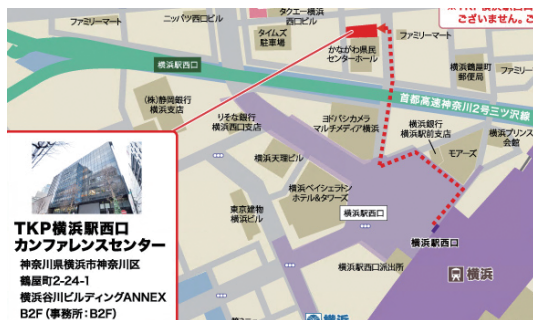 ファミリーマート
ニッパツ西口ビル
タクエー横浜
西口ビル
タイムズ
駐車場
かながわ県民
センターホール
ございません。ご
ファミリーマート
横浜鶴屋町
郵便局
ファミリー
横浜駅西口
首都高速神奈川2号三ツ沢線
(株)静岡銀行
横浜支店
りそな銀行
横浜西口支店
ヨドバシカメラ
マルチメディア横浜
横浜銀行
横浜駅前支店
横浜プリンス
会館
モアーズ
横浜天理ビル
横浜ベイシェラトン
ホテル&タワーズ
東京建物
横浜ビル
横浜駅西口
横浜駅西口
横浜駅西口派出所
横浜
横浜
TKP横浜駅西口
カンファレンスセンター
神奈川県横浜市神奈川区
鶴屋町2-24-1
横浜谷川ビルディングANNEX
B2F(事務所:B2F)